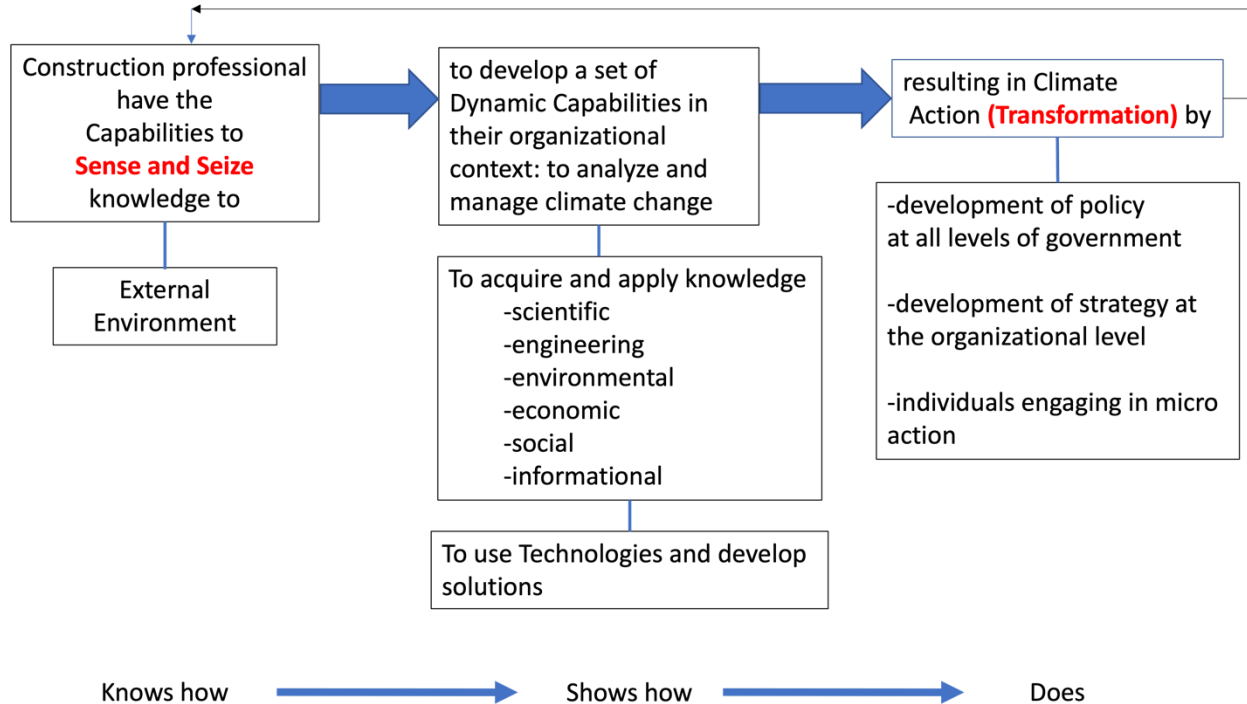 Construction professional
have the
Capabilities to
Sense and Seize
knowledge to
External
Environment
to develop a set of
Dynamic Capabilities in
their organizational
context: to analyze and
manage climate change
To acquire and apply knowledge
-scientific
-engineering
-environmental
-economic
-social
-informational
To use Technologies and develop
solutions
resulting in Climate
Action (Transformation) by
-development of policy
at all levels of government
-development of strategy at
the organizational level
-individuals engaging in micro
action
Knows how
Shows how
Does